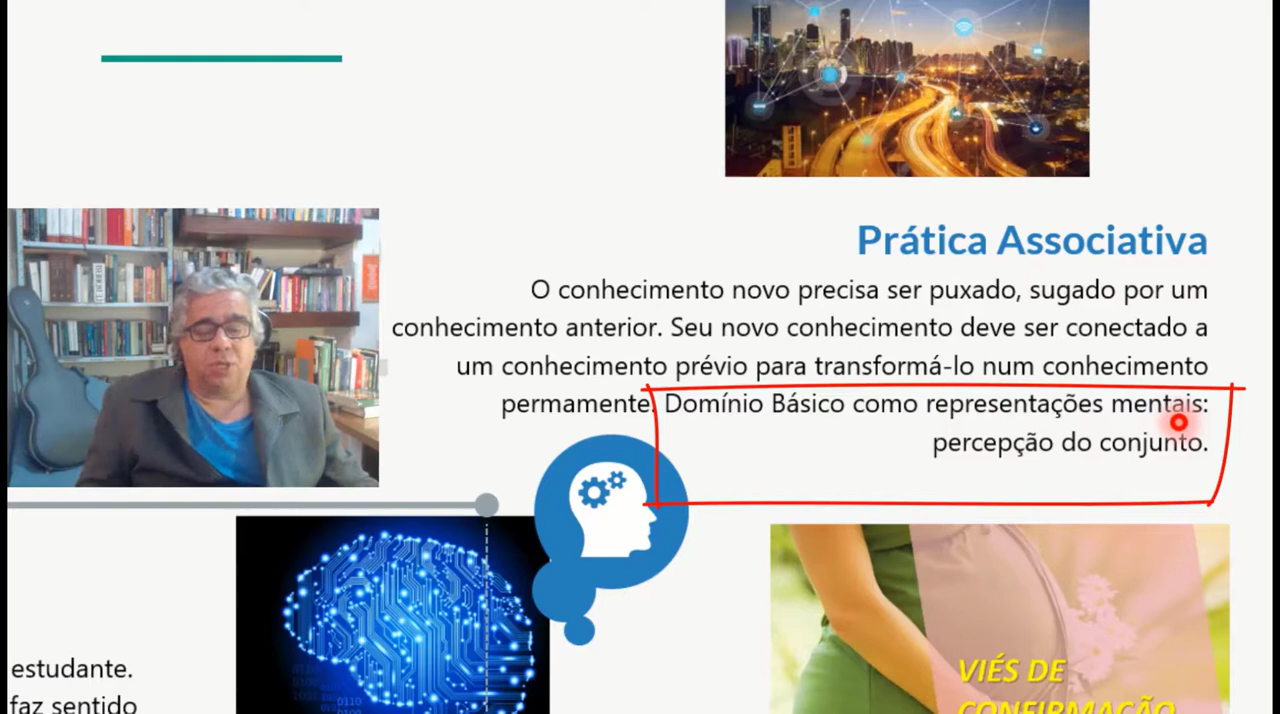 Prática Associativa
O conhecimento novo precisa ser puxado, sugado por um
conhecimento anterior. Seu novo conhecimento deve ser conectado a
um conhecimento prévio para transformá-lo num conhecimento
permamente. Domínio Básico como representações mentais:
percepção do conjunto.
estudante.
faz sentido
VIÉS DE
CONFIRMAÇÃO